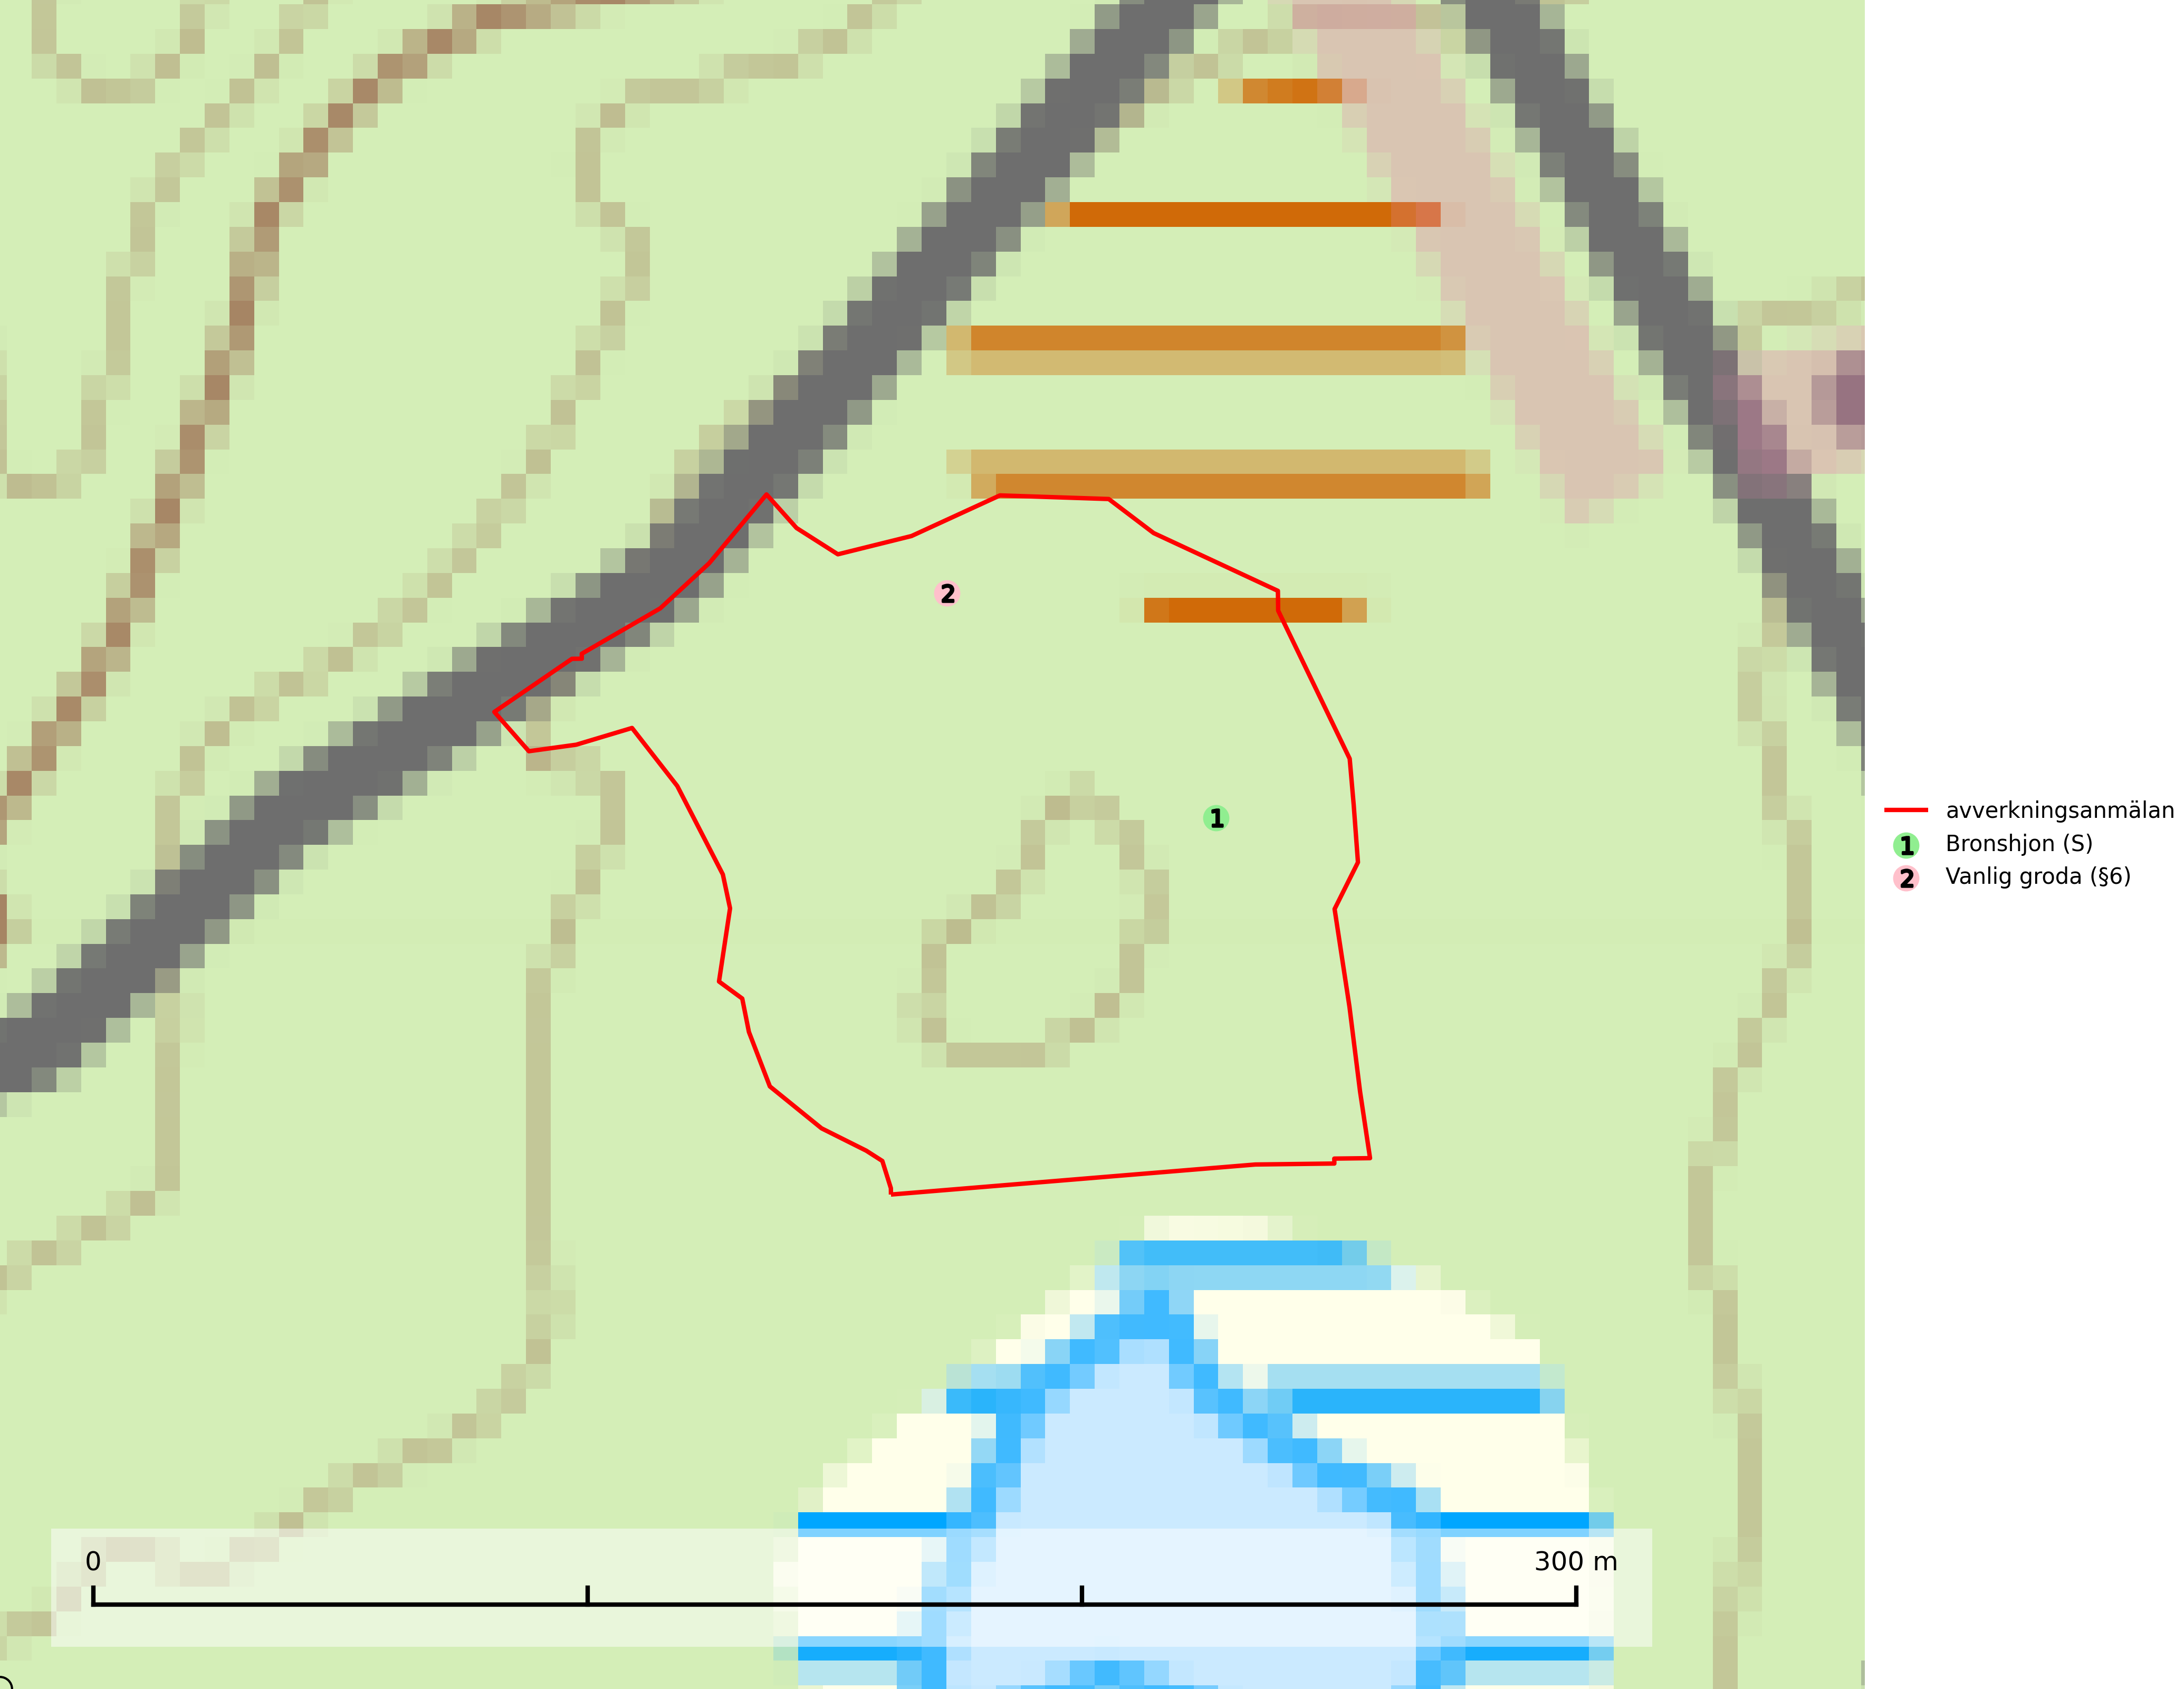 2
1
avverkningsanmälan
1 Bronshjon (S)
2 Vanlig groda (§6)
0 300 m